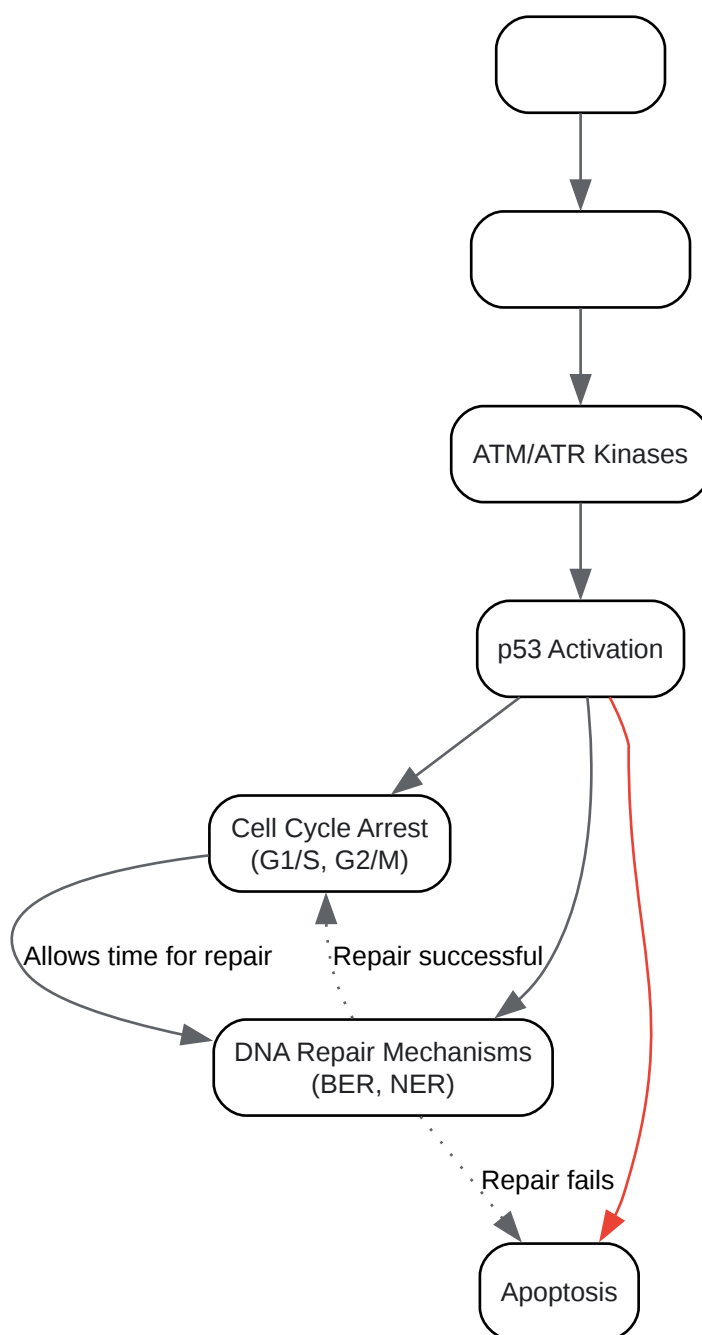 ATM/ATR Kinases
p53 Activation
Cell Cycle Arrest
(G1/S, G2/M)
Allows time for repair
Repair successful
DNA Repair Mechanisms
(BER, NER)
Repair fails
Apoptosis